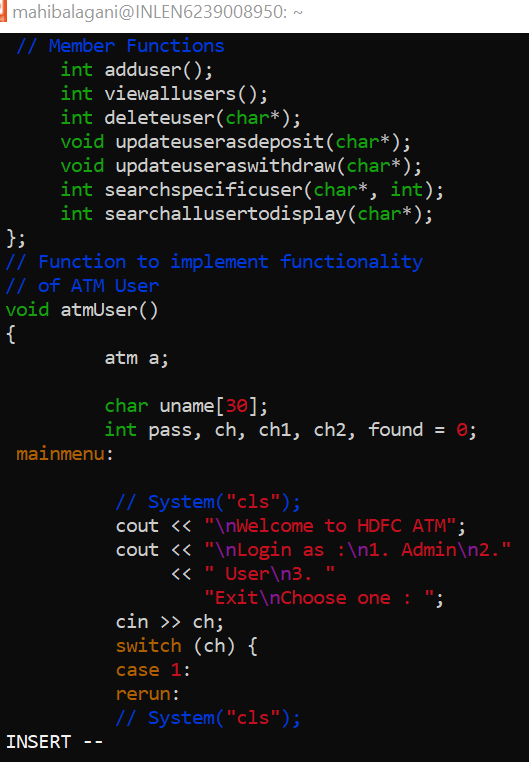 mahibalagani@INLEN6239008950: ~
// Member Functions
int adduser();
int viewallusers();
int deleteuser(char*);
void updateuserasdeposit(char*);
void updateuseraswithdraw(char*);
int searchspecificuser(char*, int);
int searchallusertodisplay(char*);
};
// Function to implement functionality
// of ATM User
void atmUser()
{
atm a;
char uname[30];
int pass, ch, ch1, ch2, found = 0;
mainmenu:
// System("cls");
cout << "\nWelcome to HDFC ATM";
cout << "\nLogin as :\n1. Admin\n2."
<< " User\n3. "
"Exit\nChoose one : ";
cin >> ch;
switch (ch) {
case 1:
rerun:
// System("cls");
INSERT --